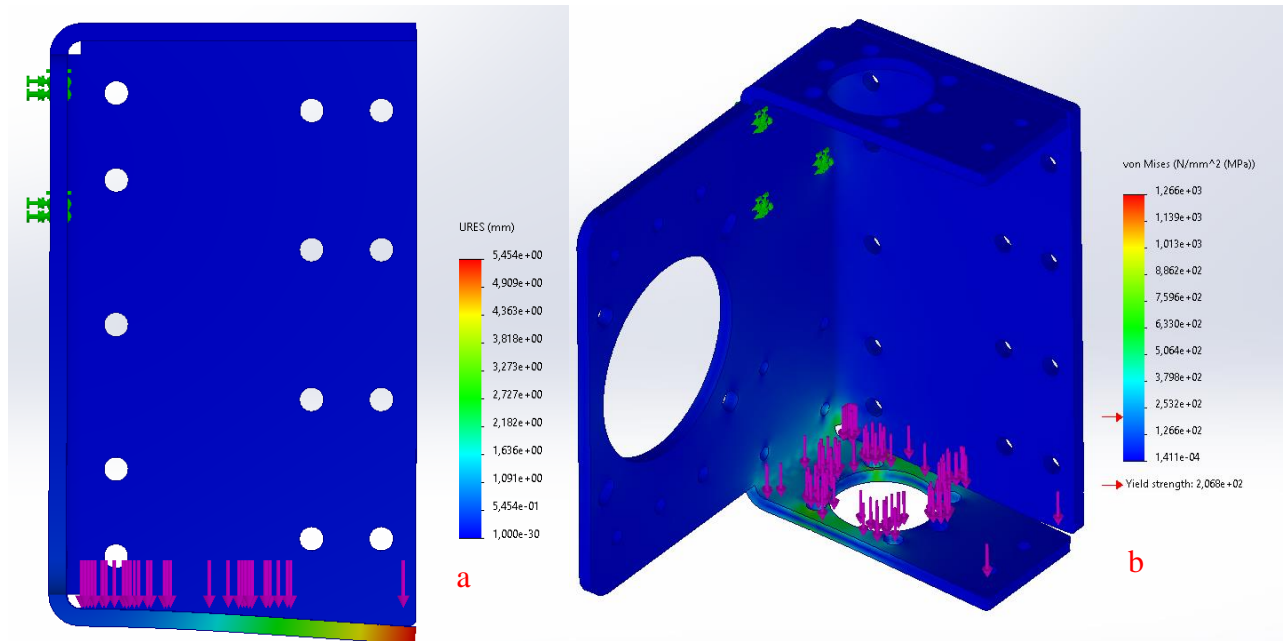 URES (mm)
5,454e+00
4,909e+00
4,363e+00
3,818e+00
3,273e+00
2,727e+00
2,182e+00
1,636e+00
1,091e+00
5,454e-01
1,000e-30
a
von Mises (N/mm^2 (MPa))
1,266e+03
1,139e+03
1,013e+03
8,862e+02
7,596e+02
6,330e+02
5,064e+02
3,798e+02
2,532e+02
1,266e+02
1,411e-04
Yield strength: 2,068e+02
b